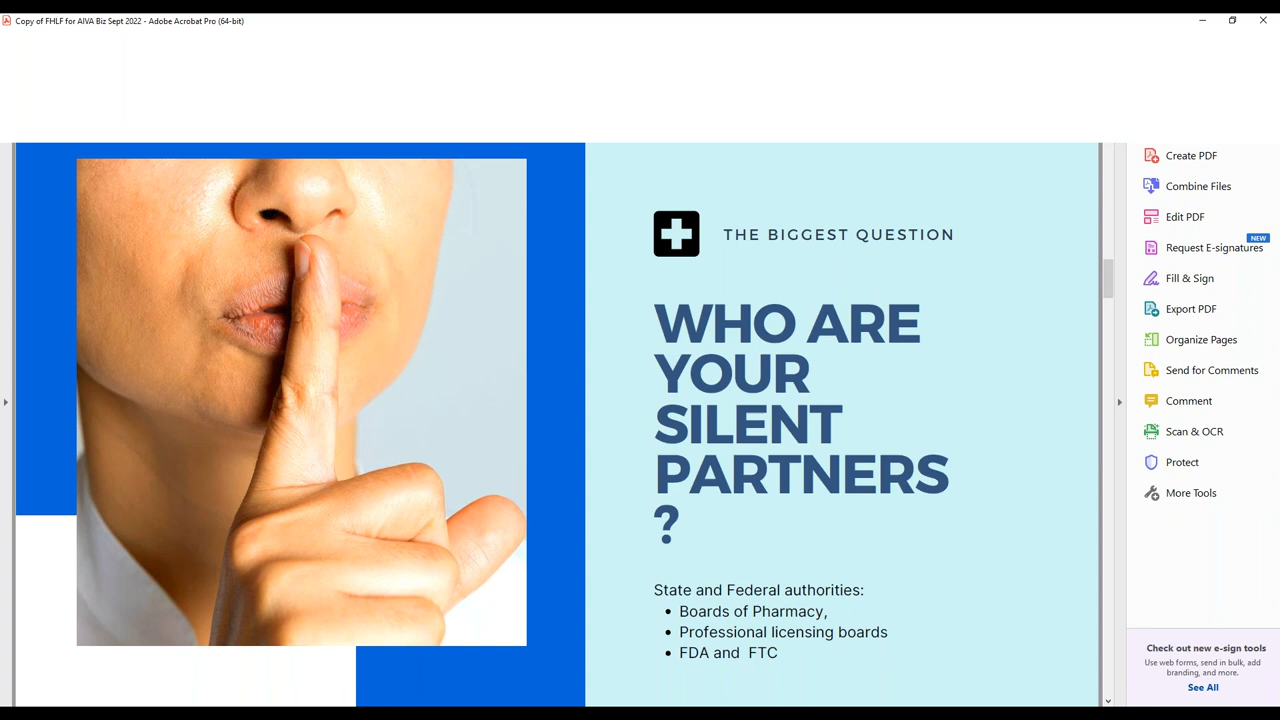 Copy of FHLF for AIVA Biz Sept 2022 - Adobe Acrobat Pro (64-bit)
THE BIGGEST QUESTION
WHO ARE
YOUR
SILENT
PARTNERS
?
State and Federal authorities:
• Boards of Pharmacy,
• Professional licensing boards
• FDA and FTC
Create PDF
Combine Files
Edit PDF
NEW
Request E-signatures
Fill & Sign
Export PDF
Organize Pages
Send for Comments
Comment
Scan & OCR
Protect
More Tools
Check out new e-sign tools
Use web forms, send in bulk, add
branding, and more.
See All